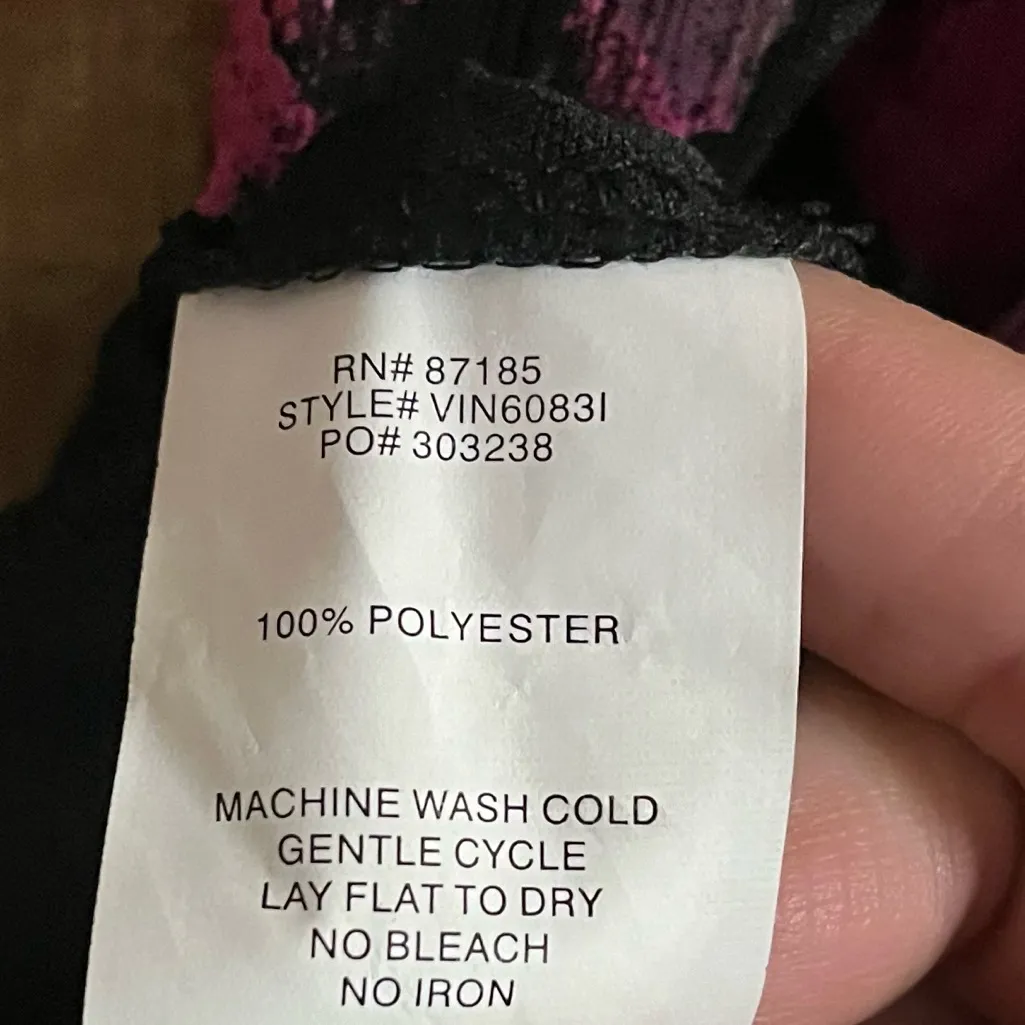 RN# 87185
STYLE# VIN6083I
PO# 303238
100% POLYESTER
MACHINE WASH COLD
GENTLE CYCLE
LAY FLAT TO DRY
NO BLEACH
NO IRON